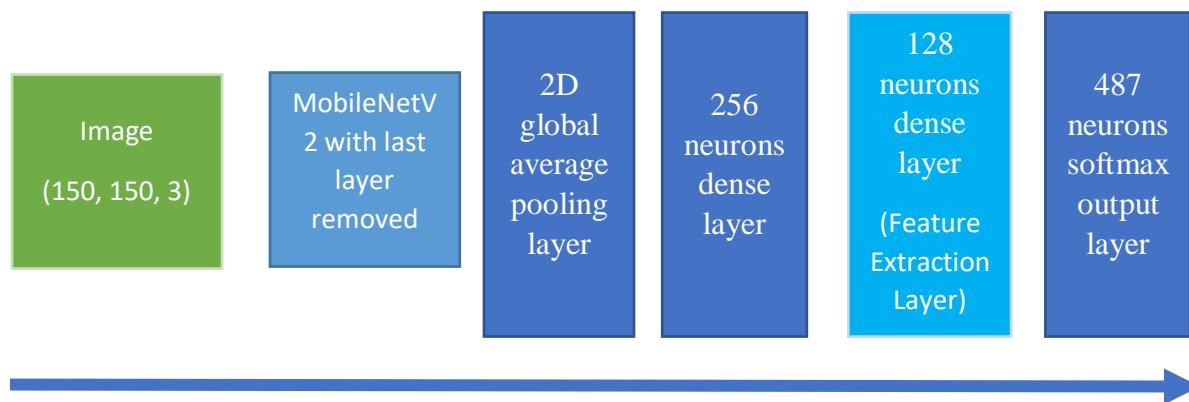 Image
(150, 150, 3)
MobileNetV
2 with last
layer
removed
2D
global
average
pooling
layer
256
neurons
dense
layer
128
neurons
dense
layer
(Feature
Extraction
Layer)
487
neurons
softmax
output
layer